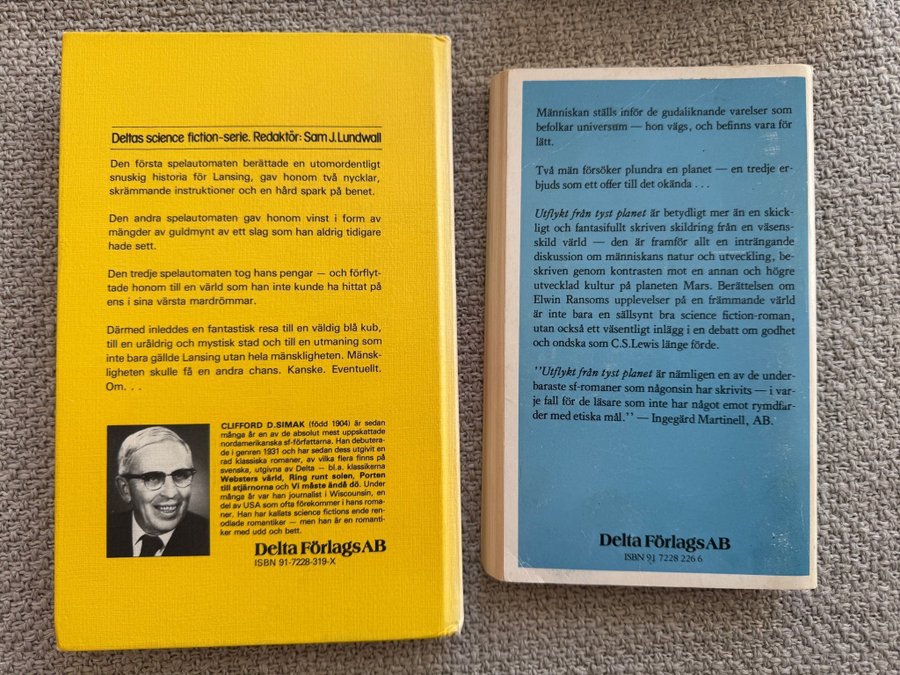 Deltas science fiction-serie. Redaktör: Sam J. Lundwall
Den första spelautomaten berättade en utomordentligt
snuskig historia för Lansing, gav honom två nycklar,
skrämmande instruktioner och en hård spark på benet.
Den andra spelautomaten gav honom vinst i form av
mängder av guldmynt av ett slag som han aldrig tidigare
hade sett.
Den tredje spelautomaten tog hans pengar — och förflyt-
tade honom till en värld som han inte kunde ha hittat på
ens i sina värsta mardrömmar.
Därmed inleddes en fantastisk resa till en väldig blå kub,
till en uråldrig och mystisk stad och till en utmaning som
inte bara gällde Lansing utan hela mänskligheten. Mänsk-
ligheten skulle få en andra chans. Kanske. Eventuellt.
Om. . .
CLIFFORD D.SIMAK (född 1904) är sedan
många år en av de absolut mest uppskattade
nordamerikanska sf-författarna. Han debutera-
de i genren 1931 och har sedan dess utgivit en
rad klassiska romaner, av vilka flera finns på
svenska, utgivna av Delta — bl.a. klassikerna
Websters värld, Ring runt solen, Porten
till stjärnorna och Vi måste ändå dö. Under
många år var han journalist i Wiscounsin, en
del av USA som ofta förekommer i hans roma-
ner. Han har kallats science fictions ende ren-
odlade romantiker — men han är en romanti-
ker med udd och bett.
Delta Förlags AB
ISBN 91-7228-319-X
Människan ställs inför de gudaliknande varelser som
befolkar universum — hon vägs, och befinns vara för
lätt.
Två män försöker plundra en planet — en tredje er-
bjuds som ett offer till det okända . . .
Utflykt från tyst planet är betydligt mer än en skick-
ligt och fantasifullt skriven skildring från en väsens-
skild värld — den är framför allt en inträngande
diskussion om människans natur och utveckling, be-
skriven genom kontrasten mot en annan och högre
utvecklad kultur på planeten Mars. Berättelsen om
Elwin Ransoms upplevelser på en främmande värld
är inte bara en sällsynt bra science fiction-roman,
utan också ett väsentligt inlägg i en debatt om godhet
och ondska som C.S.Lewis länge förde.
"Utflykt från tyst planet är nämligen en av de under-
baraste sf-romaner som någonsin har skrivits — i var-
je fall för de läsare som inte har något emot rymdfär-
der med etiska mål." — Ingegärd Martinell, AB.
Delta Förlags AB
ISBN 91 7228 226 6